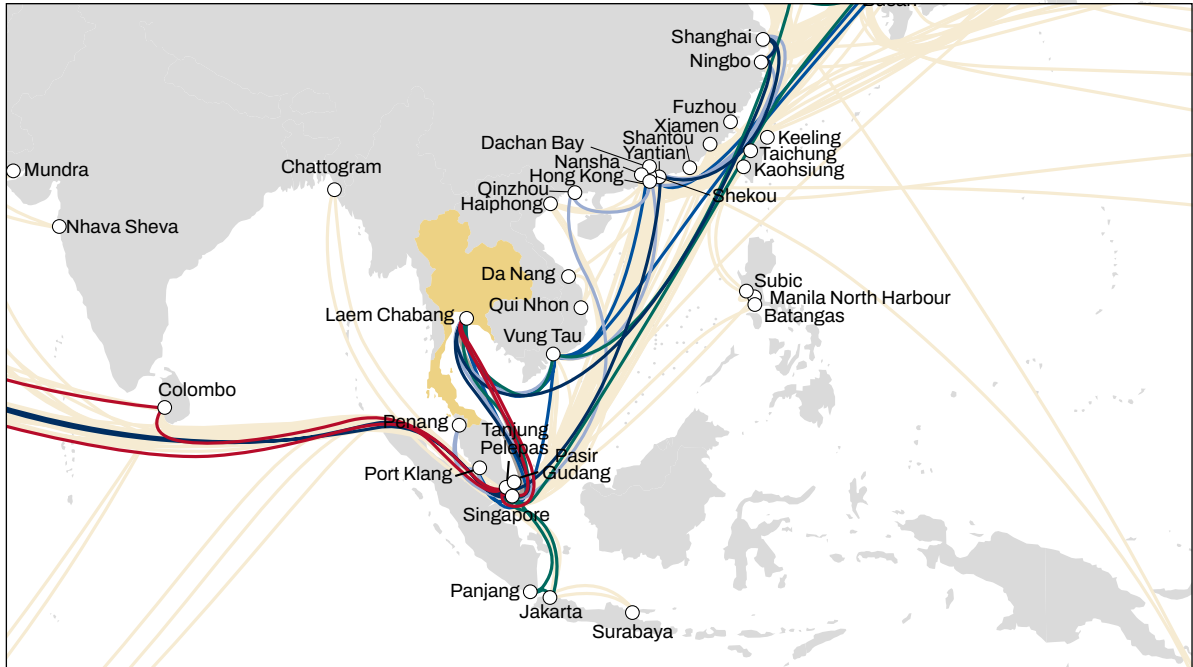 Busan
Shanghai
Ningbo
Fuzhou
Xiamen
Shantou
Keeling
Dachan Bay
Yantian
Taichung
Nansha
Kaohsiung
Mundra
Chattogram
Hong Kong
Qinzhou
Shekou
Haiphong
Nhava Sheva
Da Nang
Subic
Qui Nhon
Manila North Harbour
Laem Chabang
Batangas
Vung Tau
Colombo
Penang
Tanjung
Pelepas
Pasir
Gudang
Port Klang
Singapore
Panjang
Jakarta
Surabaya